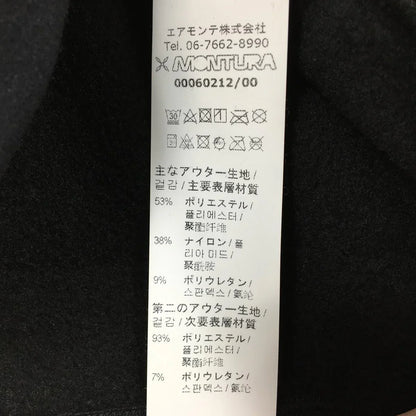 エアモンテ株式会社
Tel. 06-7662-8990
MONTURA
00060212/00
30
主なアウター生地/
겉감/主要表層材質
53% ポリエステル/
폴리에스터/
聚酯纤维
38% ナイロン/폴
리아미드/
聚酰胺
9% ポリウレタン/
스판덱스/氨纶
第二のアウター生地/
겉감/次要表層材質
93% ポリエステル/
폴리에스터/
聚酯纤维
7% ポリウレタン/
스판덱스/氨纶